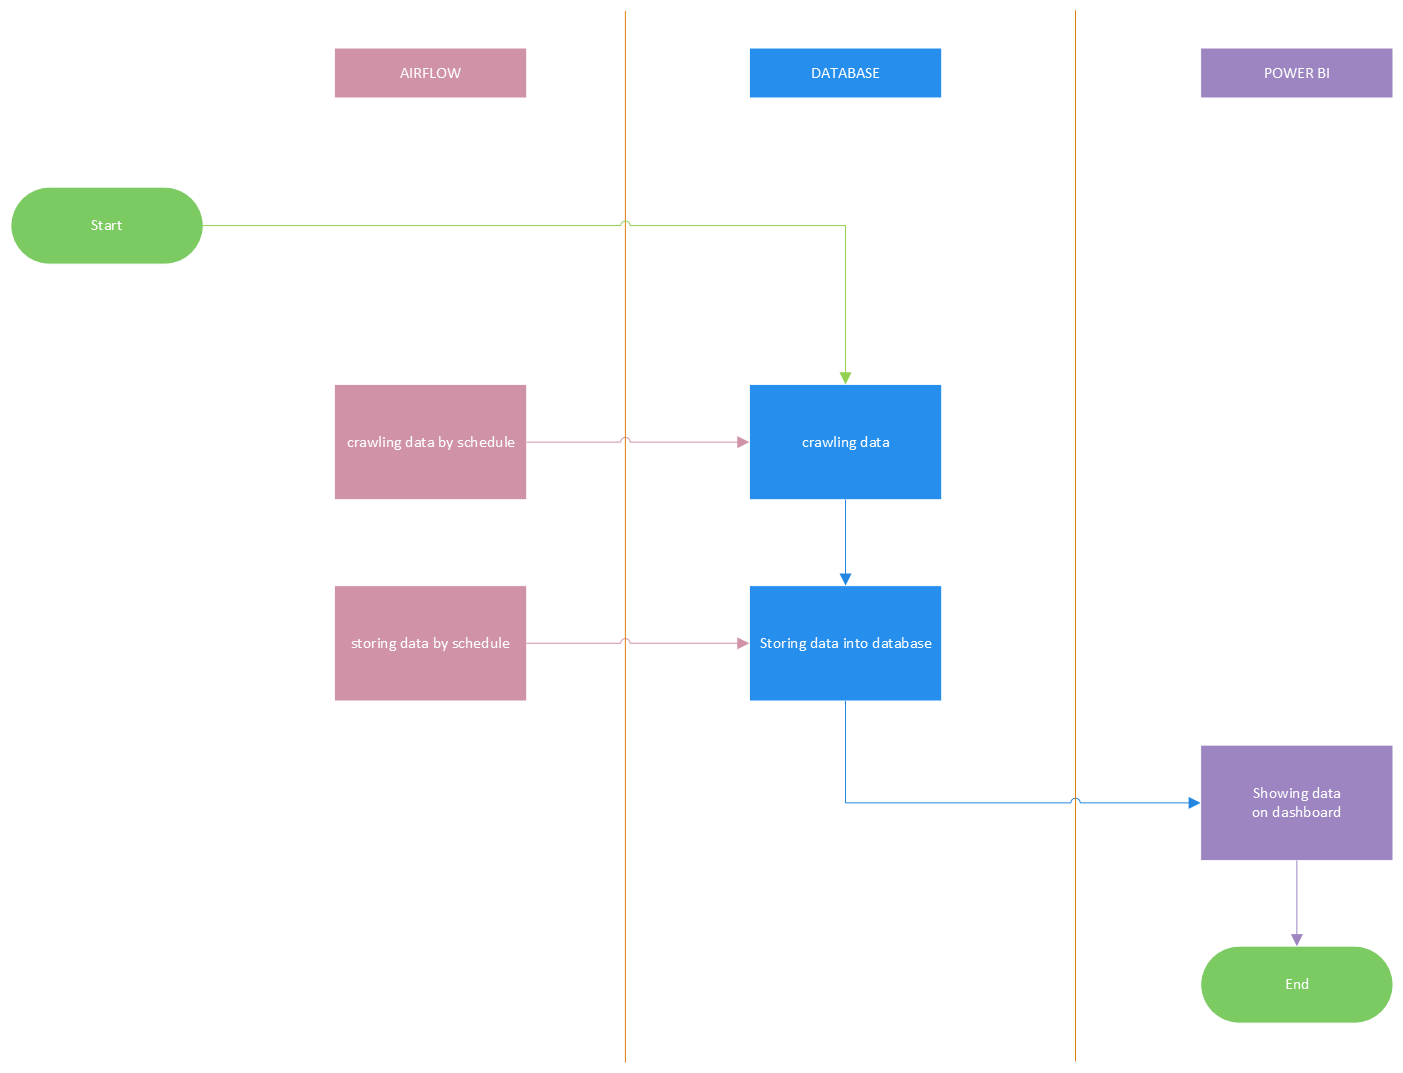 AIRFLOW
DATABASE
POWER BI
Start
crawling data by schedule
crawling data
storing data by schedule
Storing data into database
Showing data
on dashboard
End